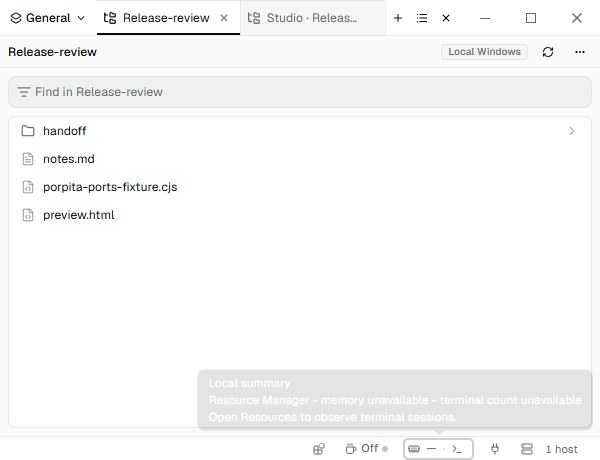 General
Release-review
Studio · Releas...
Release-review
Local Windows
Find in Release-review
handoff
notes.md
porpita-ports-fixture.cjs
preview.html
Local summary
Resource Manager - memory unavailable - terminal count unavailable
Open Resources to observe terminal sessions.
Off
1 host